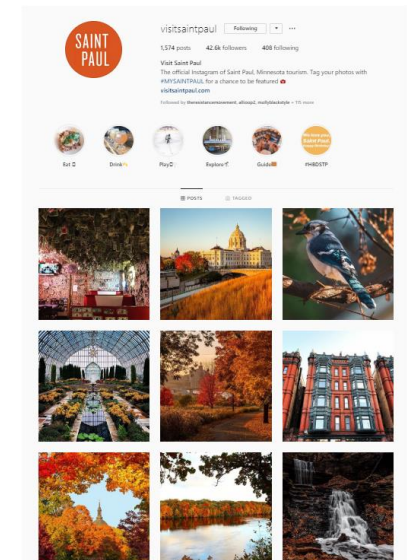 SAINT
PAUL
visitsaintpaul Following
1,574 posts 42.6k followers 408 following
Visit Saint Paul
The official Instagram of Saint Paul, Minnesota tourism. Tag your photos with
#MYSAINTPAUL for a chance to be featured
visitsaintpaul.com
Followed by
Eat Drink Play Explore Guide #HBDSTP
POSTS TAGGED